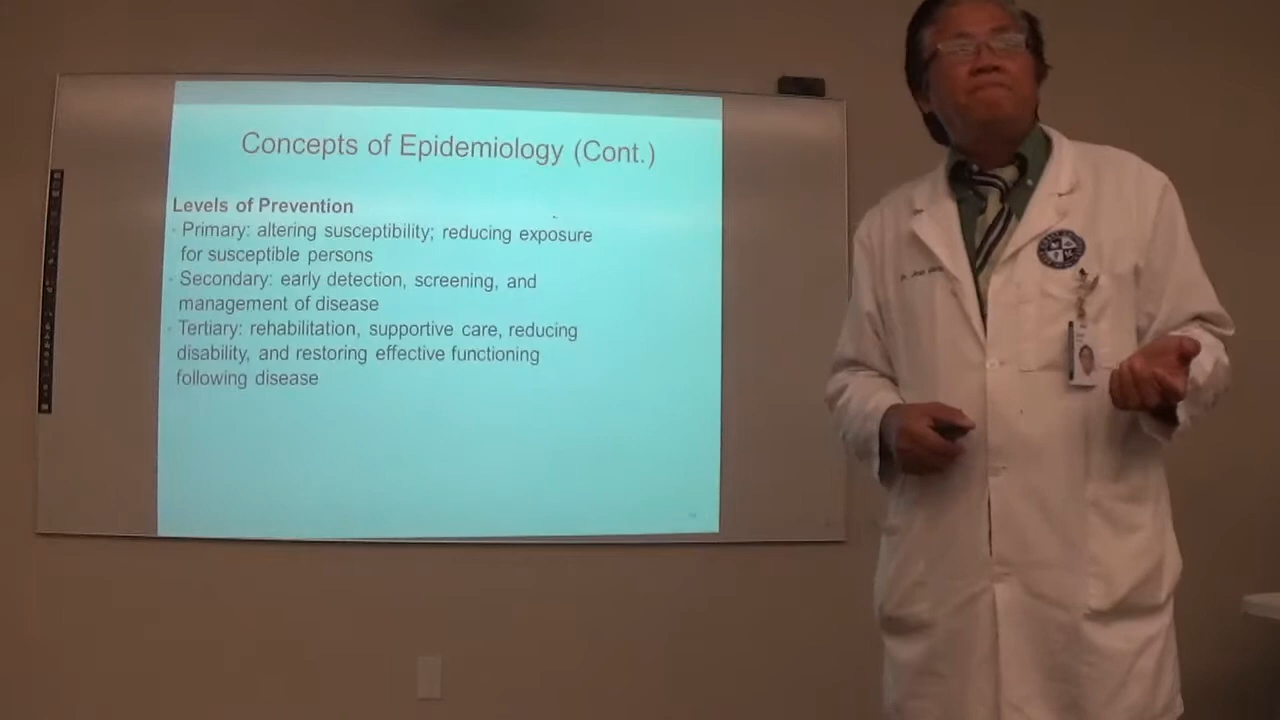 Concepts of Epidemiology (Cont.)
Levels of Prevention
Primary: altering susceptibility; reducing exposure
for susceptible persons
Secondary: early detection, screening, and
management of disease
Tertiary: rehabilitation, supportive care, reducing
disability, and restoring effective functioning
following disease